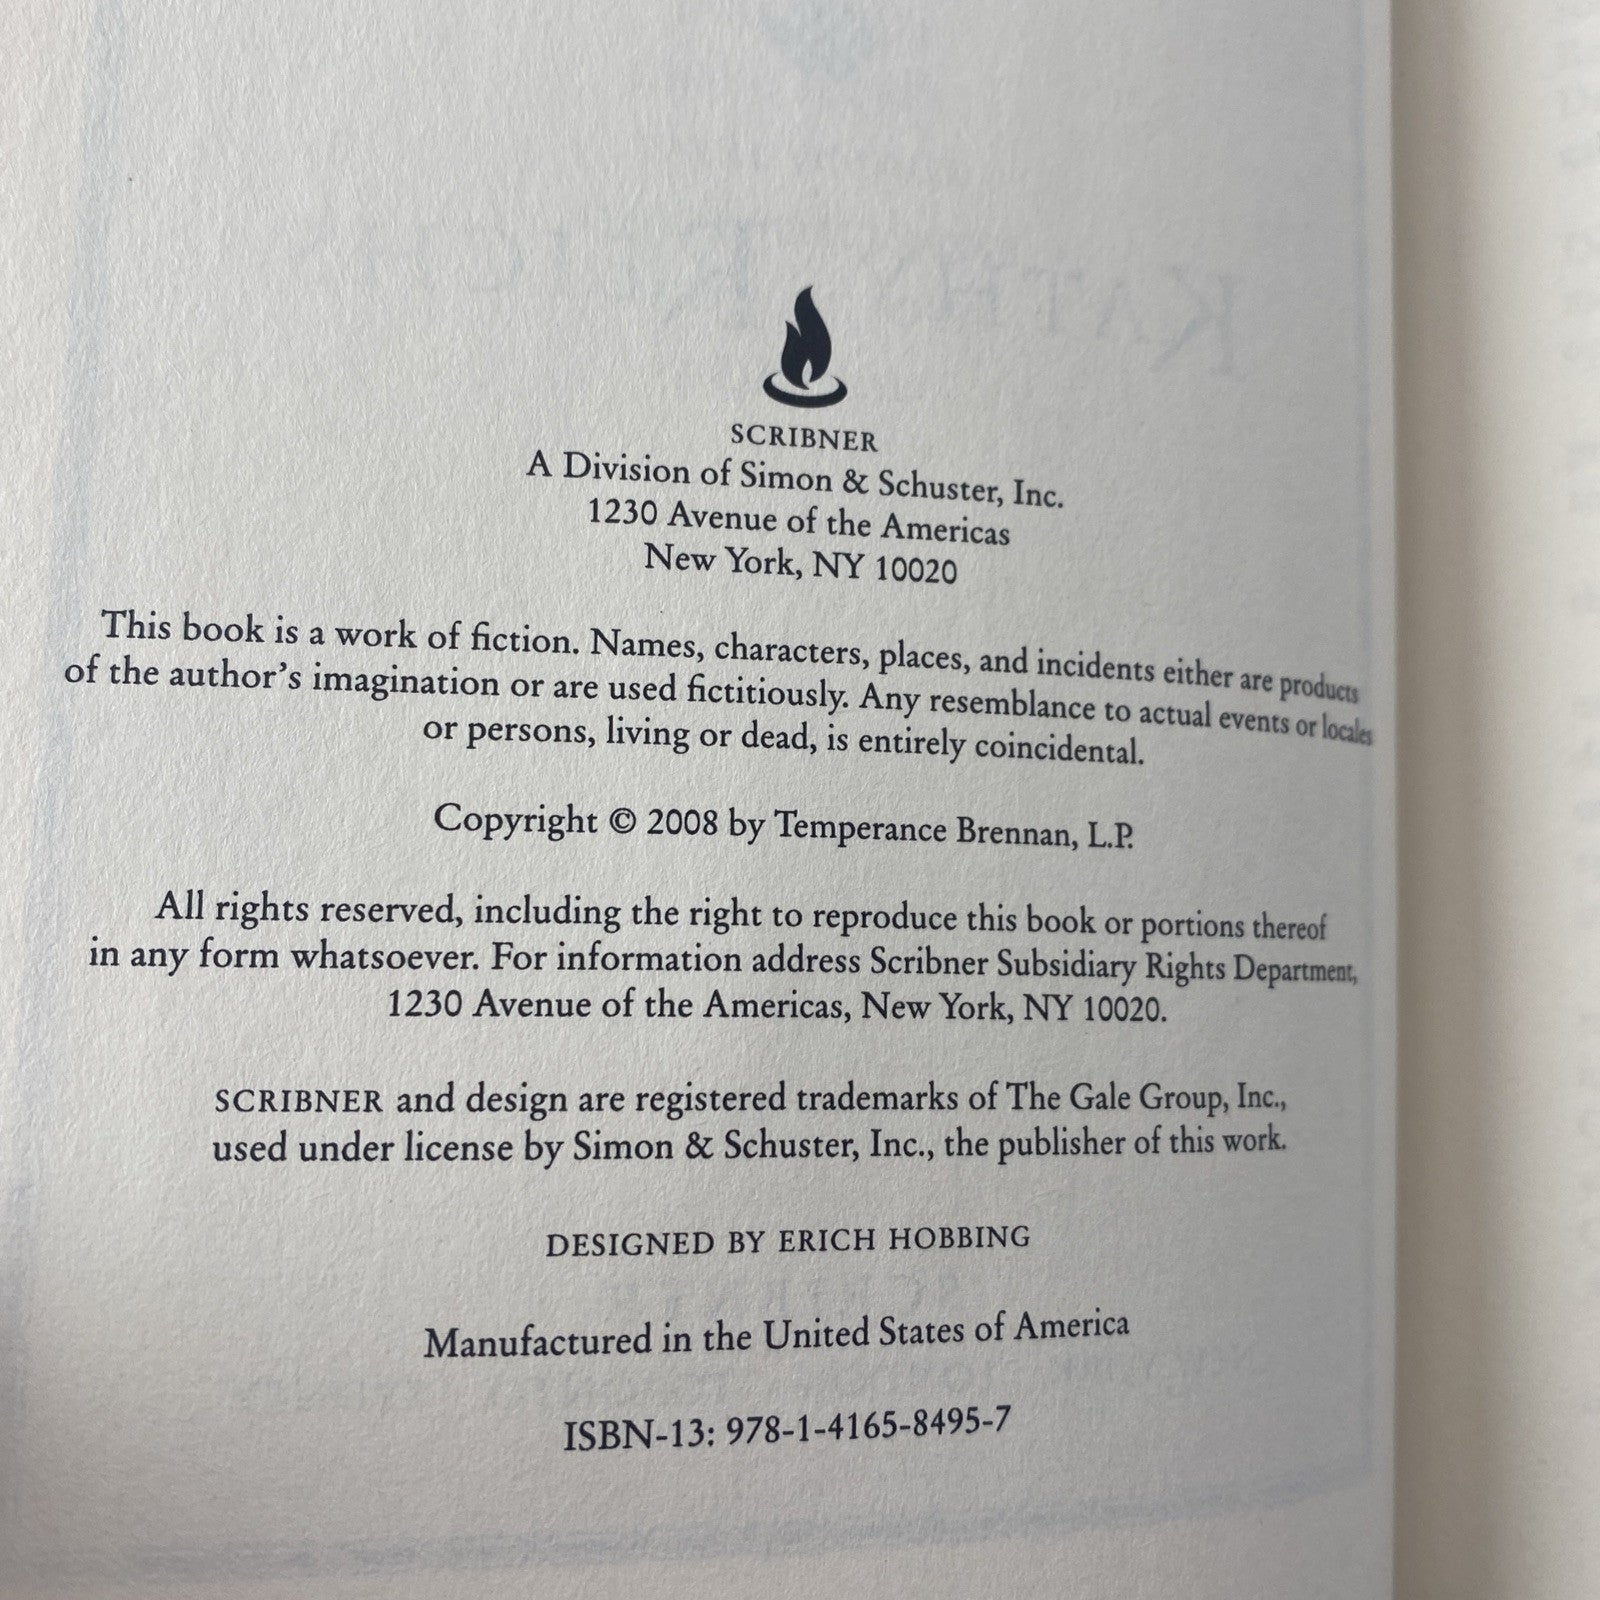 SCRIBNER
A Division of Simon & Schuster, Inc.
1230 Avenue of the Americas
New York, NY 10020
This book is a work of fiction. Names, characters, places, and incidents either are products
of the author's imagination or are used fictitiously. Any resemblance to actual events or locales
or persons, living or dead, is entirely coincidental.
Copyright © 2008 by Temperance Brennan, L.P.
All rights reserved, including the right to reproduce this book or portions thereof
in any form whatsoever. For information address Scribner Subsidiary Rights Department,
1230 Avenue of the Americas, New York, NY 10020.
SCRIBNER and design are registered trademarks of The Gale Group, Inc.,
used under license by Simon & Schuster, Inc., the publisher of this work.
DESIGNED BY ERICH HOBBING
Manufactured in the United States of America
ISBN-13: 978-1-4165-8495-7